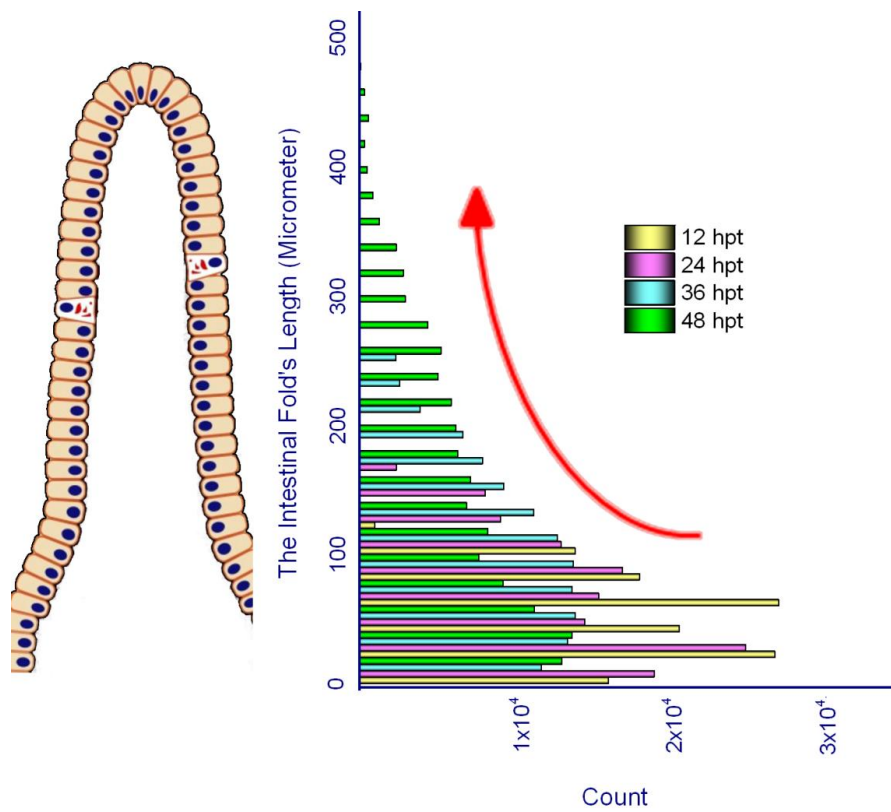 The Intestinal Fold's Length (Micrometer)
500
400
300
200
100
0
12 hpt
24 hpt
36 hpt
48 hpt
1x10⁴
2x10⁴
3x10⁴
Count